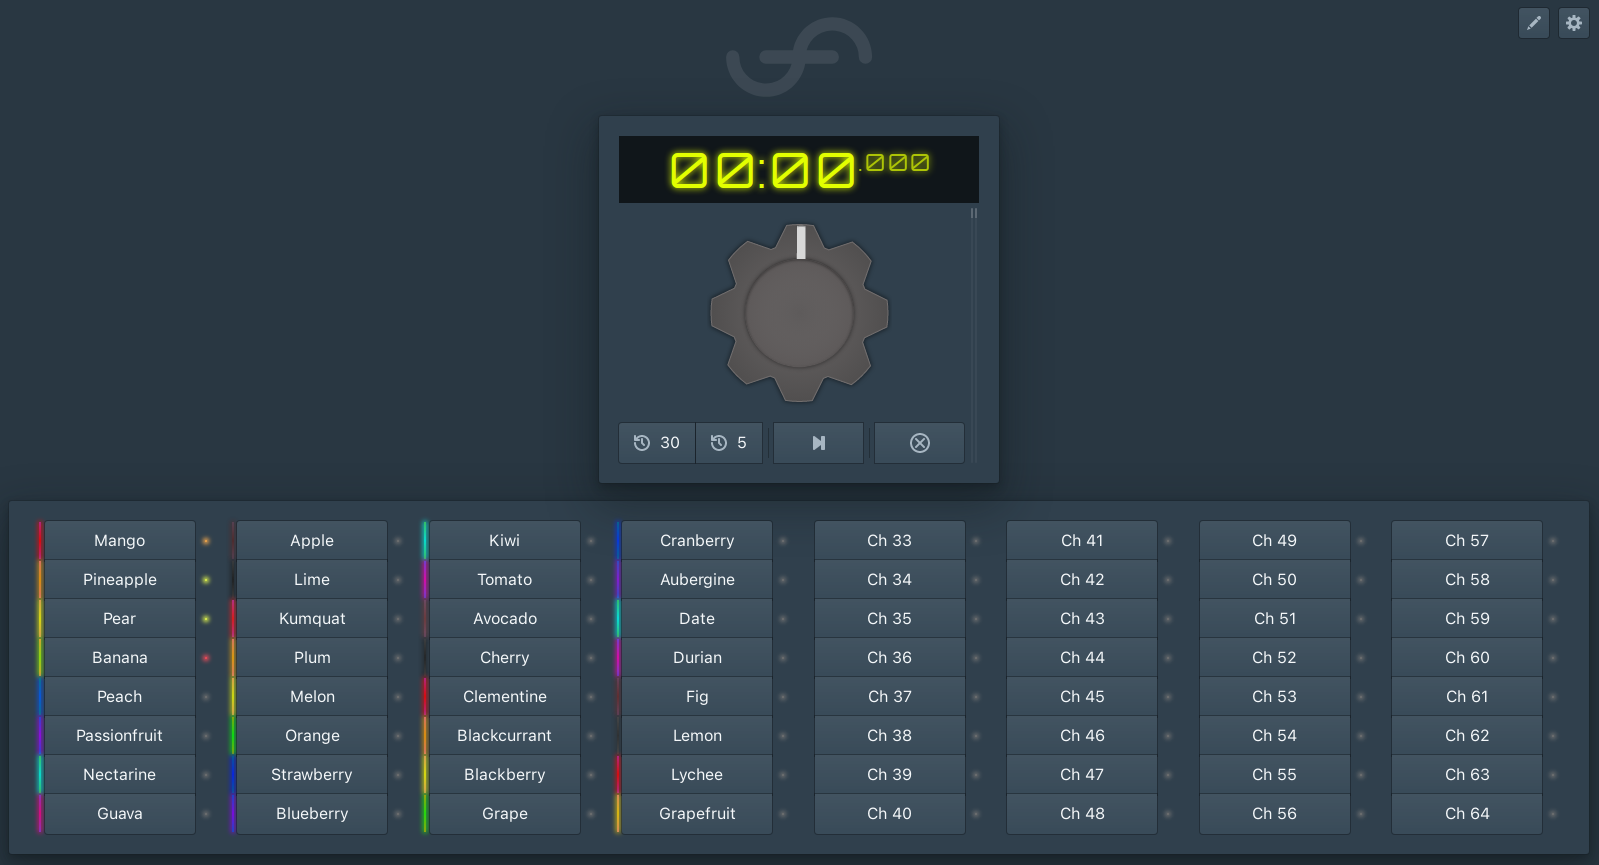 00:00.000
30 5
Mango Apple Kiwi Cranberry Ch 33 Ch 41 Ch 49 Ch 57
Pineapple Lime Tomato Aubergine Ch 34 Ch 42 Ch 50 Ch 58
Pear Kumquat Avocado Date Ch 35 Ch 43 Ch 51 Ch 59
Banana Plum Cherry Durian Ch 36 Ch 44 Ch 52 Ch 60
Peach Melon Clementine Fig Ch 37 Ch 45 Ch 53 Ch 61
Passionfruit Orange Blackcurrant Lemon Ch 38 Ch 46 Ch 54 Ch 62
Nectarine Strawberry Blackberry Lychee Ch 39 Ch 47 Ch 55 Ch 63
Guava Blueberry Grape Grapefruit Ch 40 Ch 48 Ch 56 Ch 64